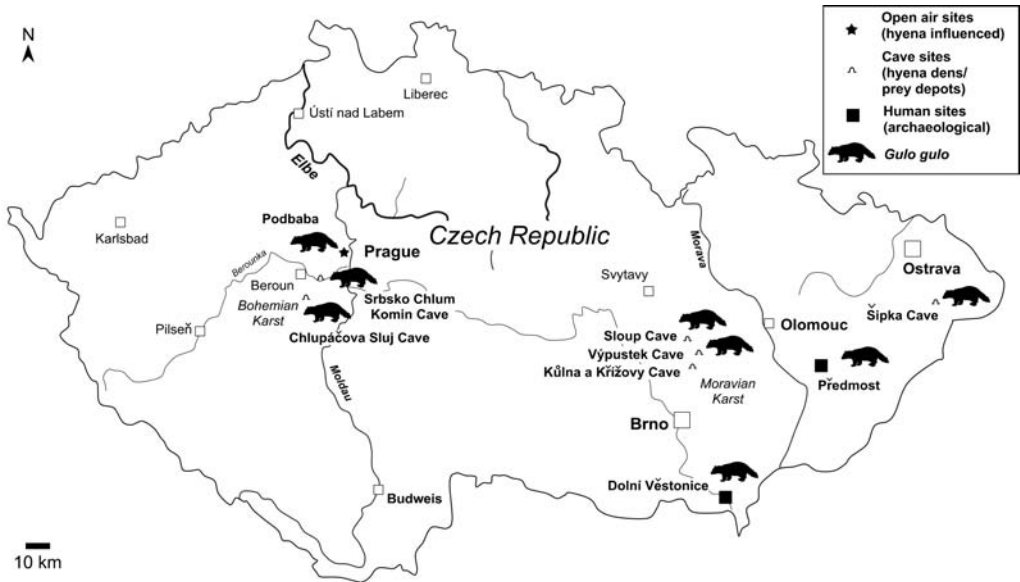 N
Open air sites
(hyena influenced)
Cave sites
(hyena dens/
prey depots)
Human sites
(archaeological)
Gulo gulo
Liberec
Ústí nad Labem
Elbe
Podbaba
Karlsbad
Prague
Czech Republic
Morava
Berounka
Beroun
Svytavy
Ostrava
Bohemian
Karst
Srbsko Chlum
Komin Cave
Šipka Cave
Pilseň
Chlupáčova Sluj Cave
Sloup Cave
Olomouc
Výpustek Cave
Kůlna a Křížovy Cave
Předmost
Moldau
Moravian
Karst
Brno
Dolní Věstonice
Budweis
10 km